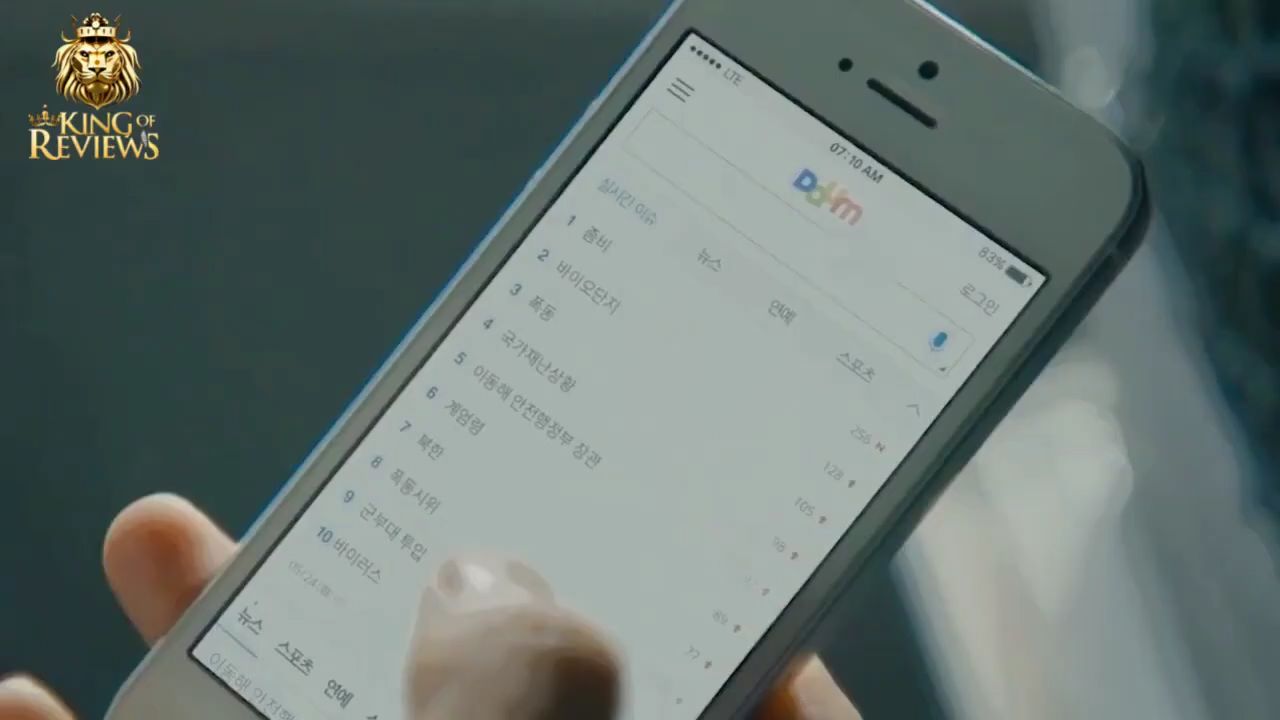 KING OF
REVIEWS
LTE
07:10 AM
83%
Daum
로그인
실시간 이슈
뉴스
연예
스포츠
1 좀비 256 N
2 바이오단지 128
3 폭동 105
4 국가재난상황 98
5 이동해 안전행정부 장관
6 계엄령 89
7 북한 77
8 폭동시위
9 군부대 투입
10 바이러스
05/24
뉴스 스포츠 연예